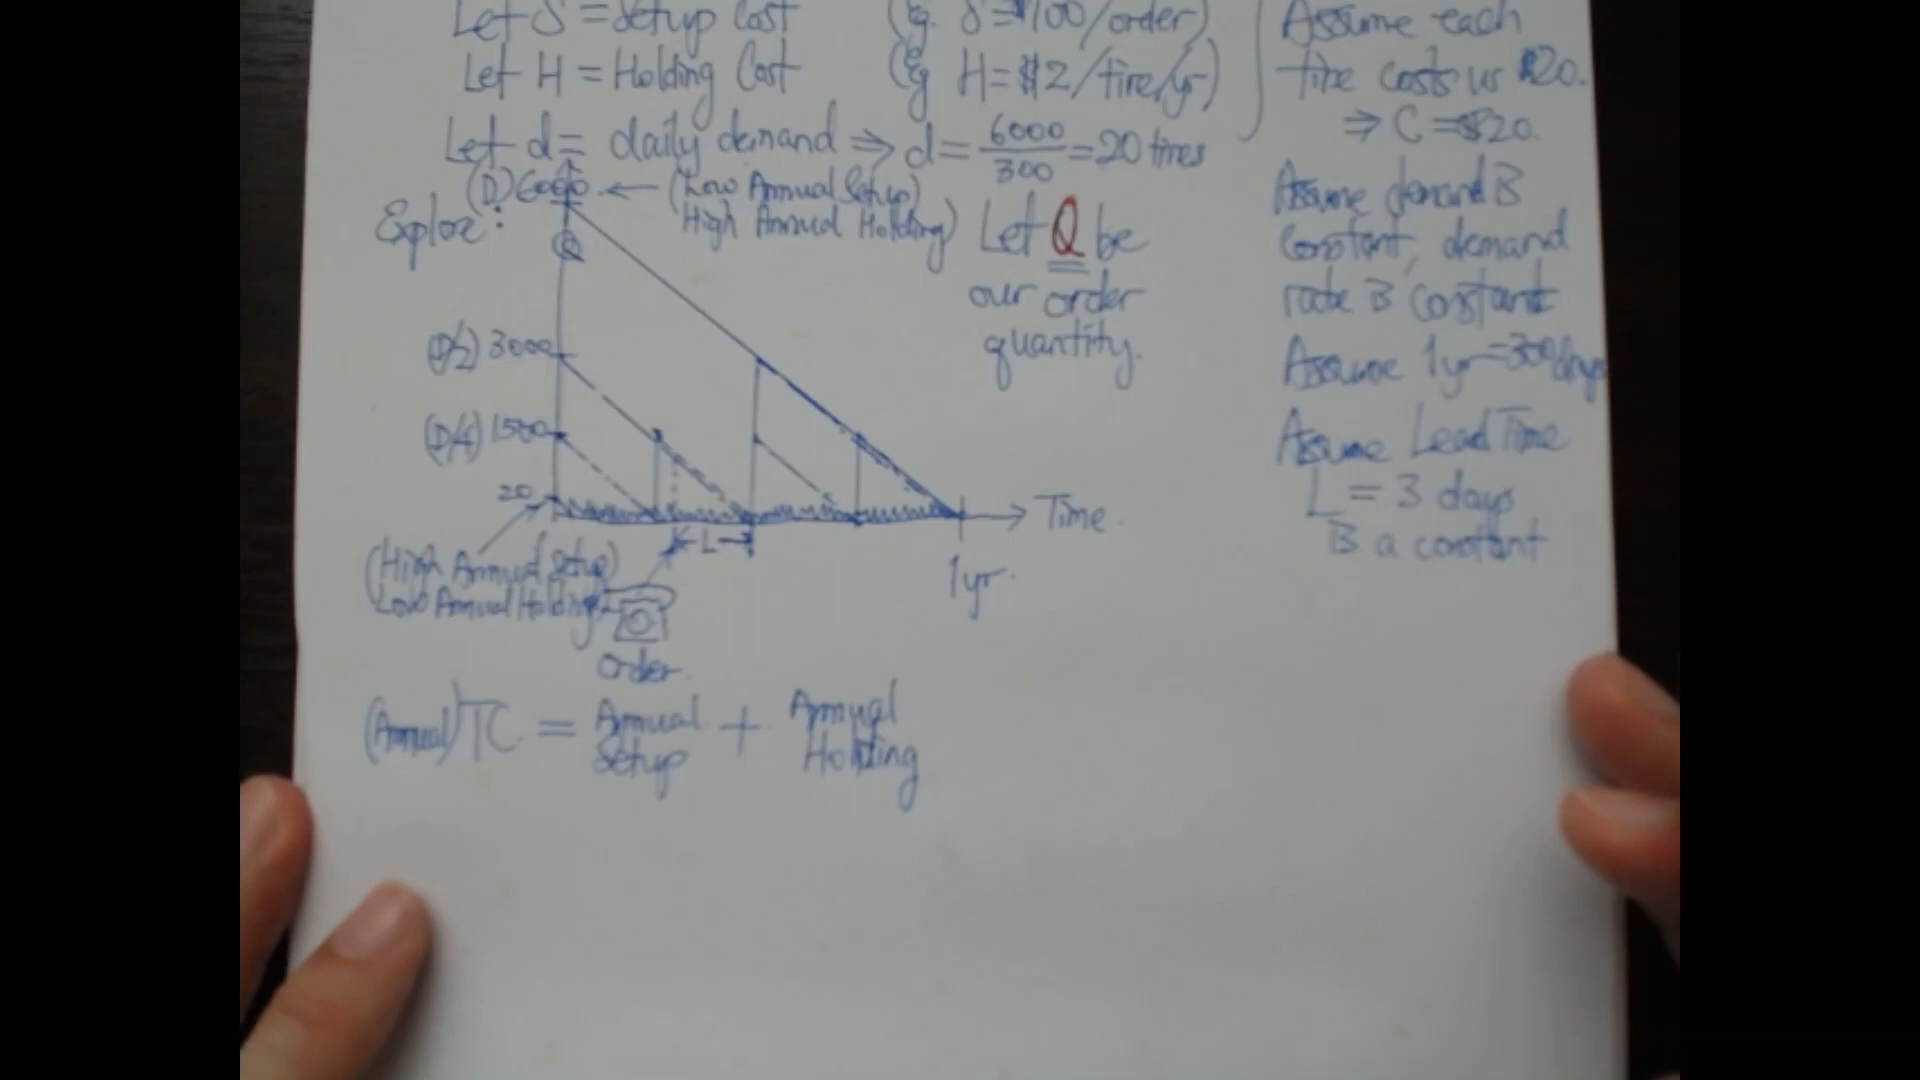 Let S = Setup Cost (Eg. S = $100/order)
Let H = Holding Cost (Eg H = $12/tire/yr)
Let d = daily demand ⇒ d = 6000/300 = 20 tires
Assume each
tire costs us $20.
⇒ C = $20.
Assume demand is
constant, demand
rate is constant
Assume 1yr = 300 days
Assume Lead Time
L = 3 days
is a constant
Explore:
(D) 6000 ← (Low Annual Setup)
High Annual Holding)
Q
Let Q be
our order
quantity.
(D/2) 3000
(D/4) 1500
20
Time
L
1yr.
(High Annual Setup)
Low Annual Holding
order.
(Annual) TC = Annual Setup + Annual Holding